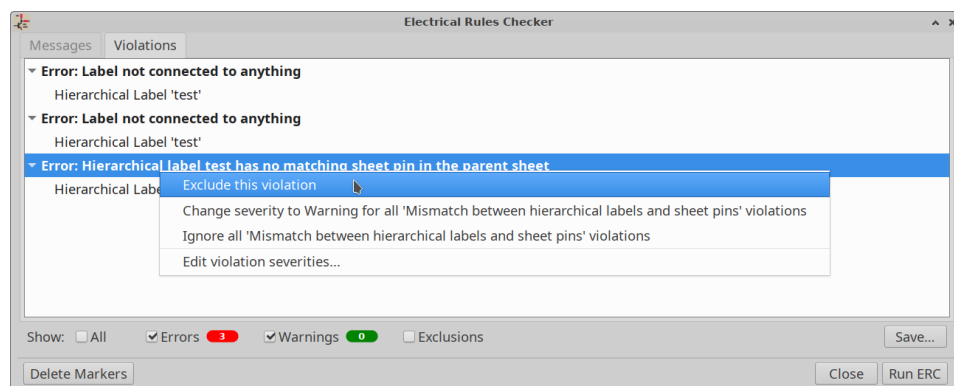 Electrical Rules Checker
Messages Violations
Error: Label not connected to anything
Hierarchical Label 'test'
Error: Label not connected to anything
Hierarchical Label 'test'
Error: Hierarchical label test has no matching sheet pin in the parent sheet
Hierarchical Labe
Exclude this violation
Change severity to Warning for all 'Mismatch between hierarchical labels and sheet pins' violations
Ignore all 'Mismatch between hierarchical labels and sheet pins' violations
Edit violation severities...
Show: All Errors 3 Warnings 0 Exclusions Save...
Delete Markers Close Run ERC